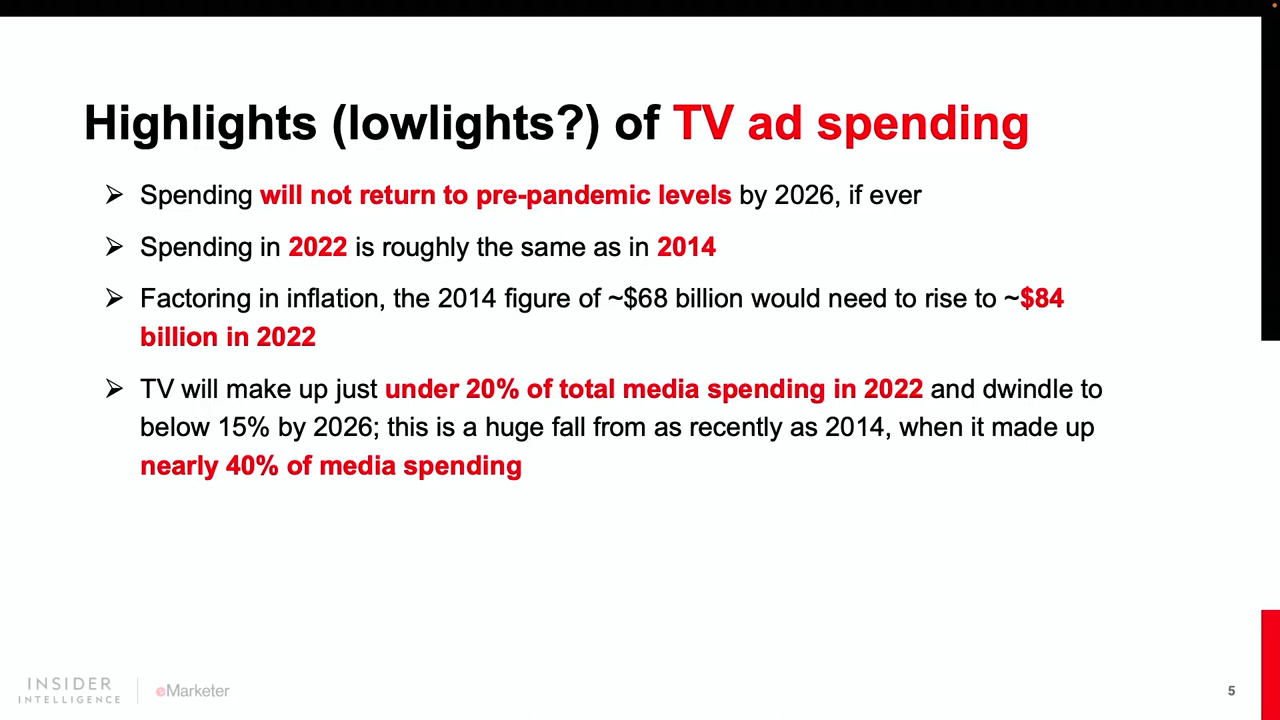 Highlights (lowlights?) of TV ad spending
➢ Spending will not return to pre-pandemic levels by 2026, if ever
➢ Spending in 2022 is roughly the same as in 2014
➢ Factoring in inflation, the 2014 figure of ~$68 billion would need to rise to ~$84
billion in 2022
➢ TV will make up just under 20% of total media spending in 2022 and dwindle to
below 15% by 2026; this is a huge fall from as recently as 2014, when it made up
nearly 40% of media spending
INSIDER
INTELLIGENCE
eMarketer
5